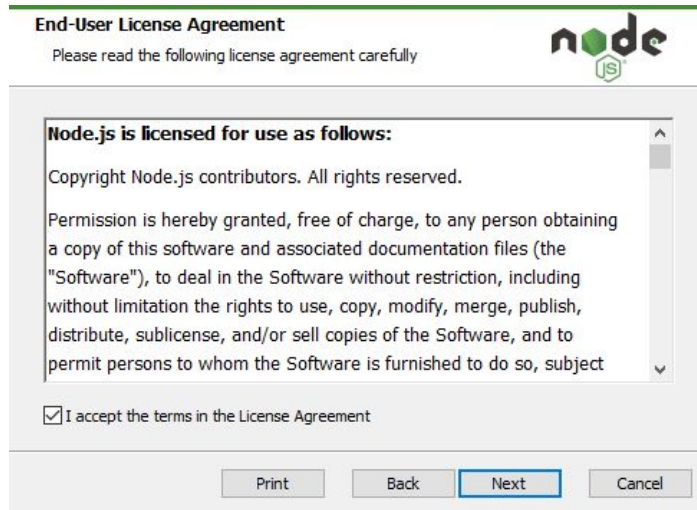 End-User License Agreement
Please read the following license agreement carefully
node
JS
Node.js is licensed for use as follows:
Copyright Node.js contributors. All rights reserved.
Permission is hereby granted, free of charge, to any person obtaining
a copy of this software and associated documentation files (the
"Software"), to deal in the Software without restriction, including
without limitation the rights to use, copy, modify, merge, publish,
distribute, sublicense, and/or sell copies of the Software, and to
permit persons to whom the Software is furnished to do so, subject
I accept the terms in the License Agreement
Print Back Next Cancel